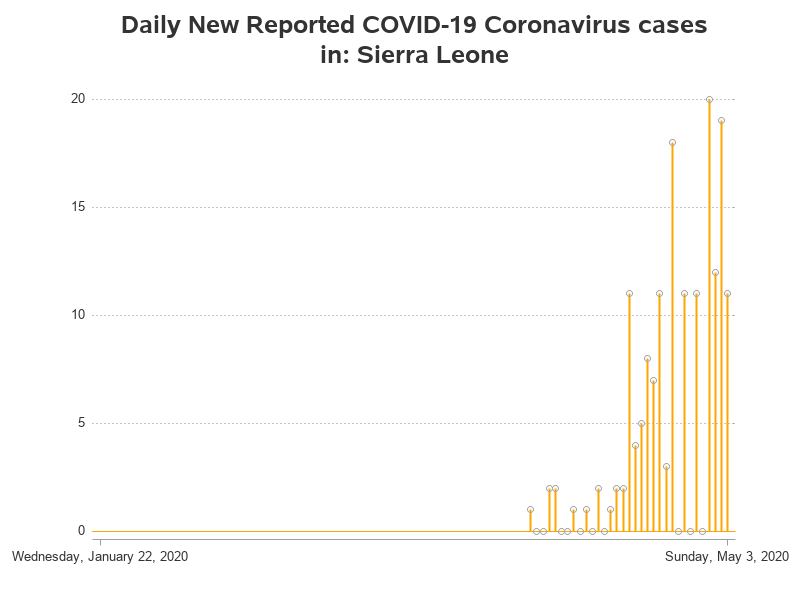 Daily New Reported COVID-19 Coronavirus cases
in: Sierra Leone
20
15
10
5
0
Wednesday, January 22, 2020
Sunday, May 3, 2020